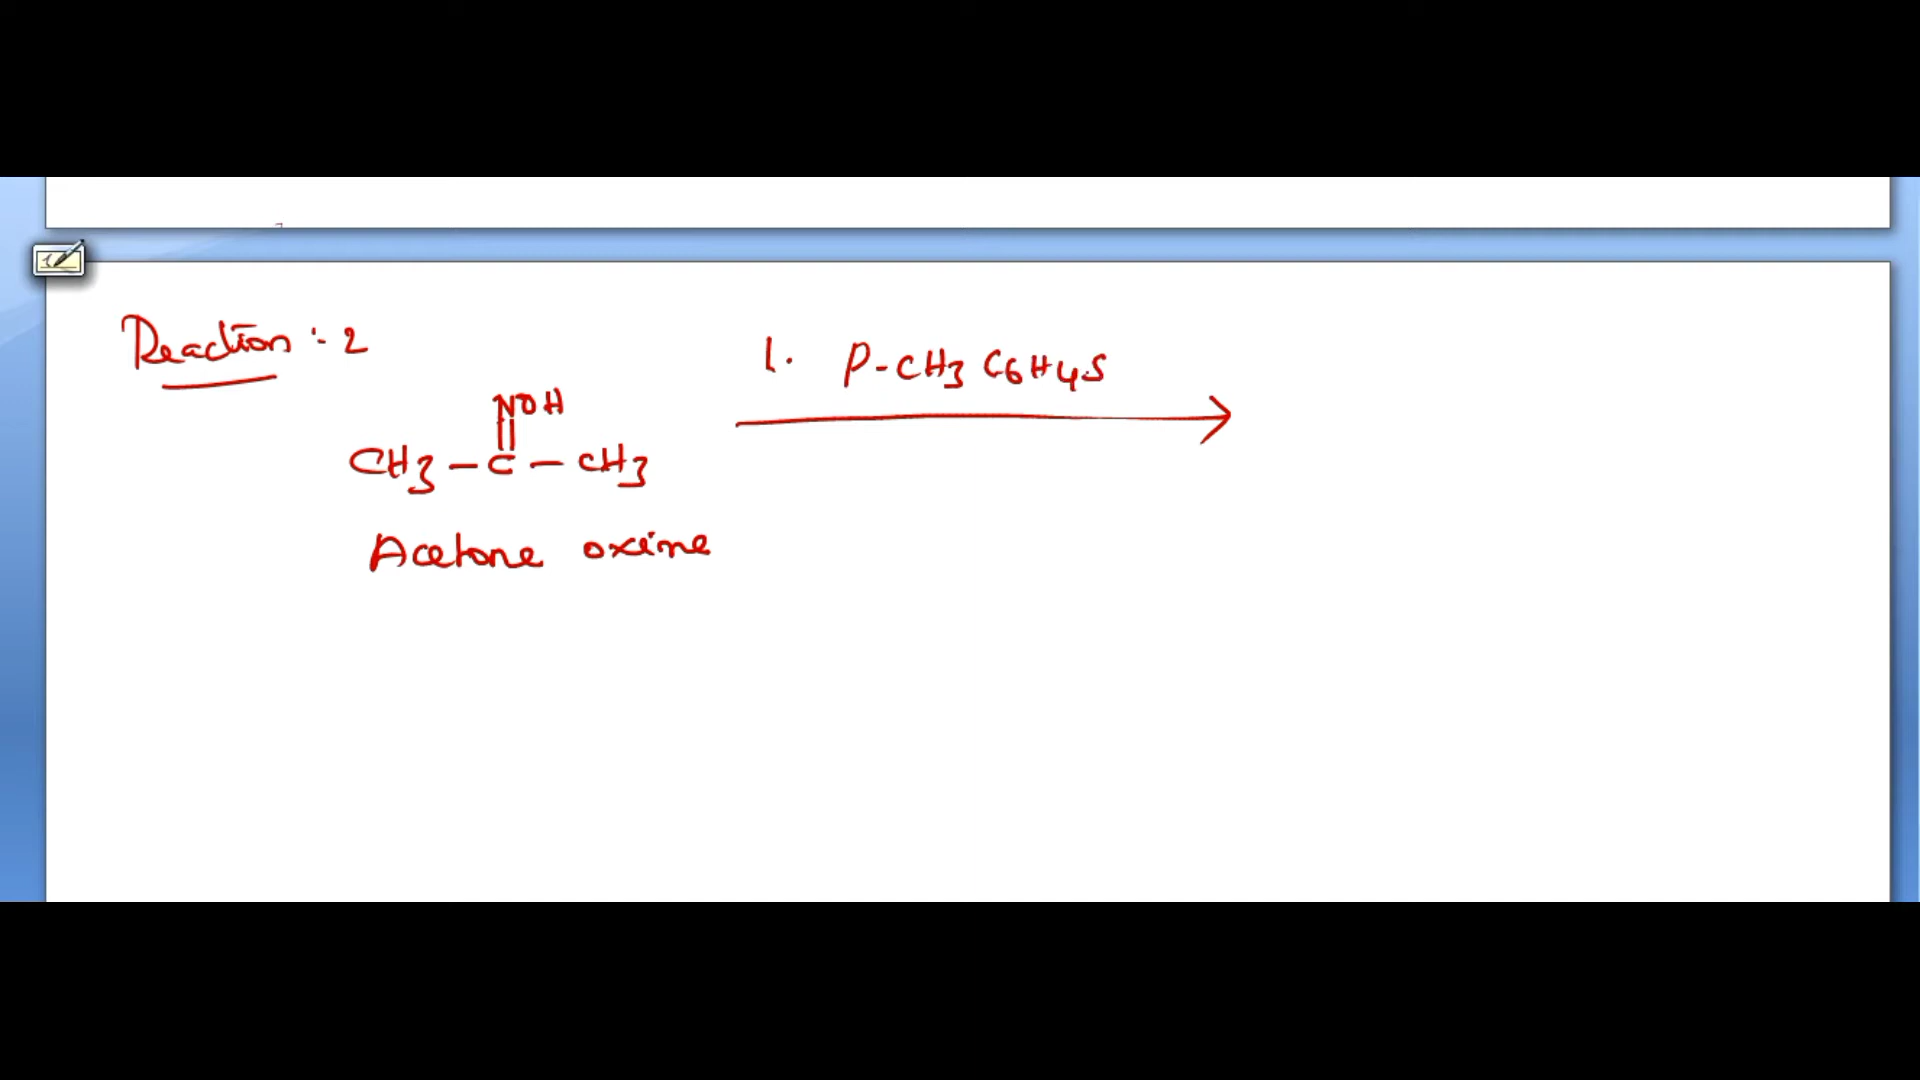 Reaction :- 2
1. P-CH3 C6H4S
NOH
CH3 - C - CH3
Acetone oxime